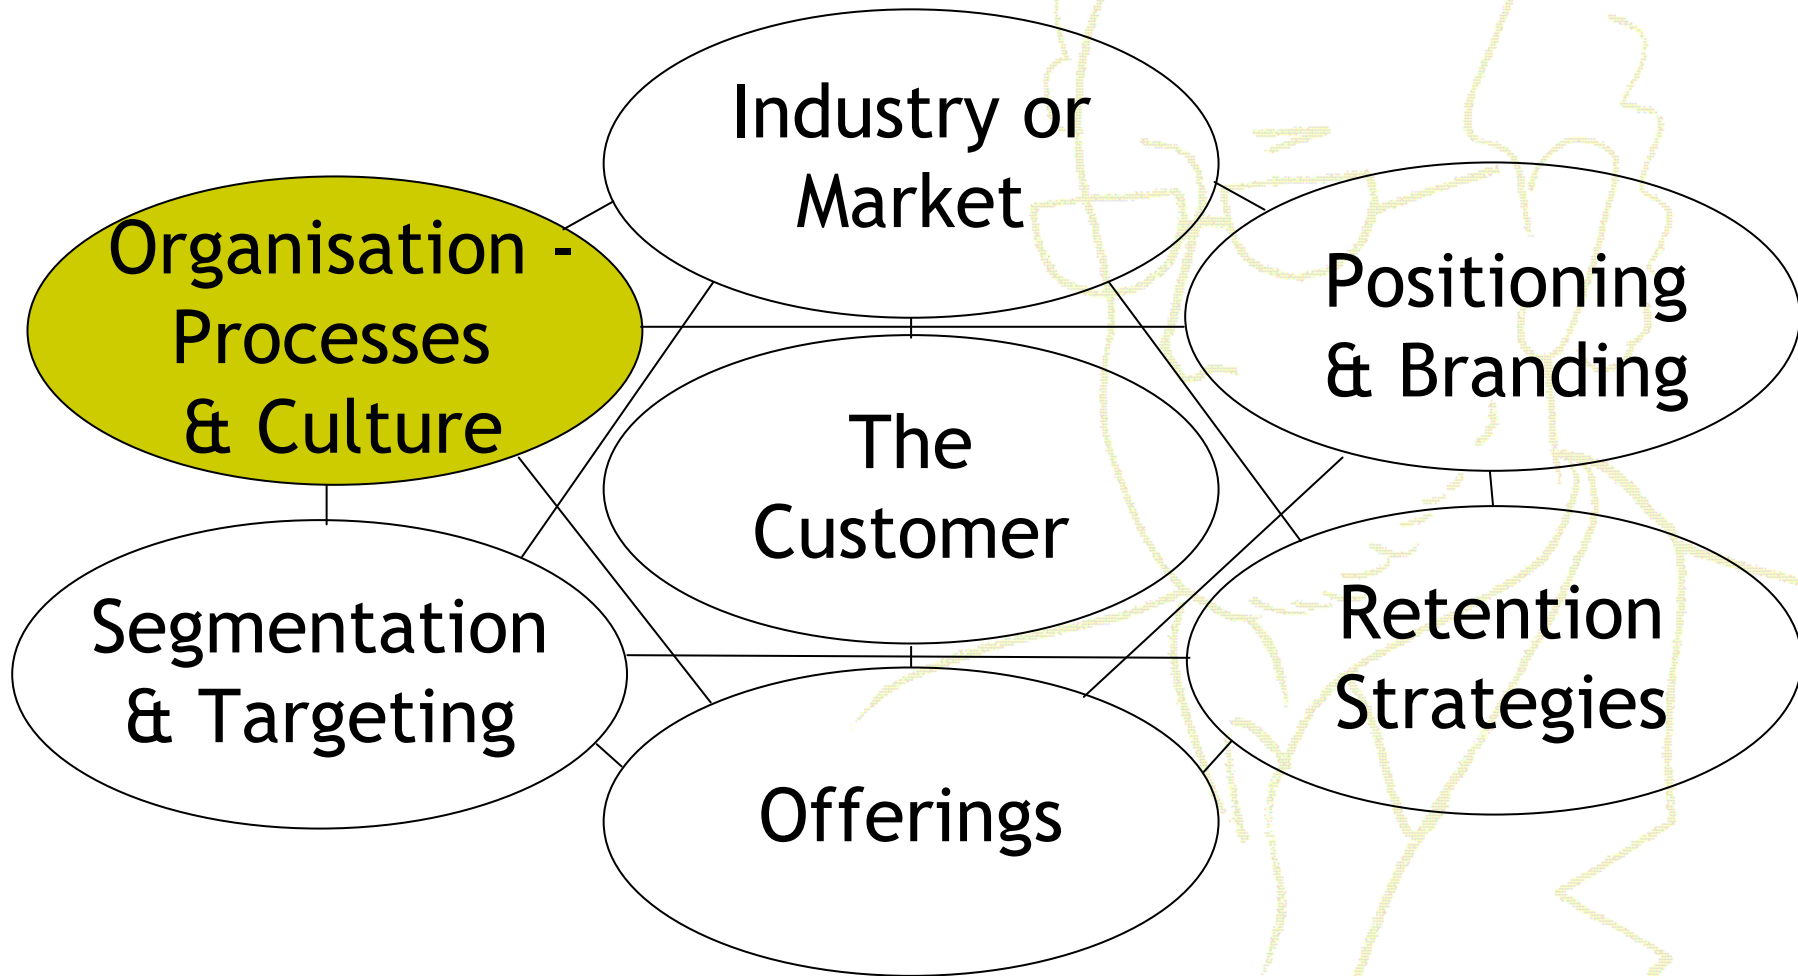 Industry or
Market
Organisation -
Processes
& Culture
Positioning
& Branding
The
Customer
Segmentation
& Targeting
Retention
Strategies
Offerings